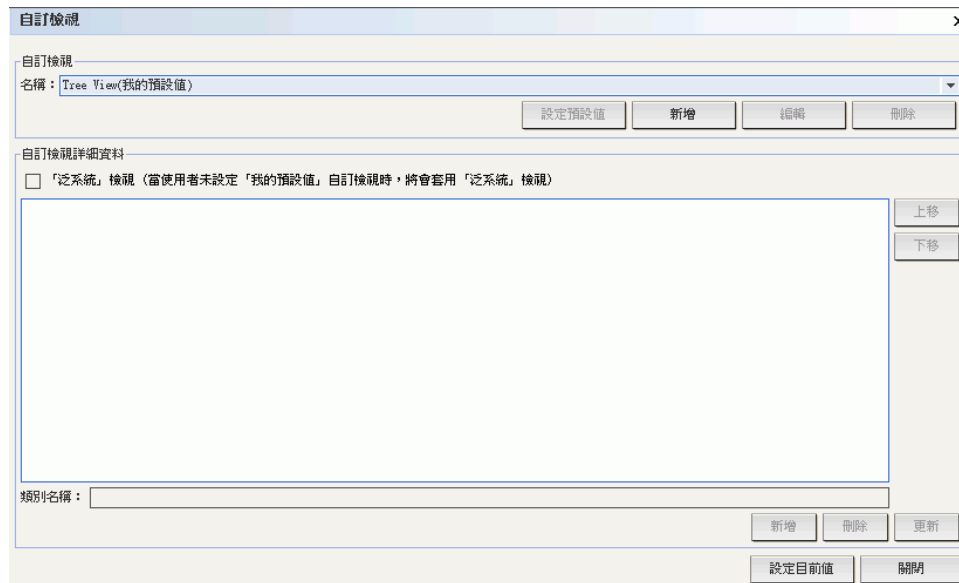 自訂檢視
自訂檢視
名稱：Tree View(我的預設值)
設定預設值 新增 編輯 刪除
自訂檢視詳細資料
「泛系統」檢視（當使用者未設定「我的預設值」自訂檢視時，將會套用「泛系統」檢視）
上移
下移
類別名稱：
新增 刪除 更新
設定目前值 關閉